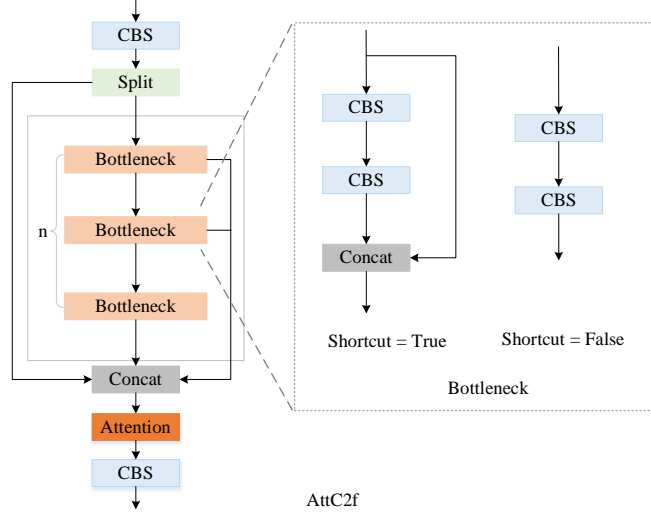 CBS
Split
Bottleneck
n
Bottleneck
Bottleneck
Concat
Attention
CBS
CBS
CBS
Concat
Shortcut = True
CBS
CBS
Shortcut = False
Bottleneck
AttC2f